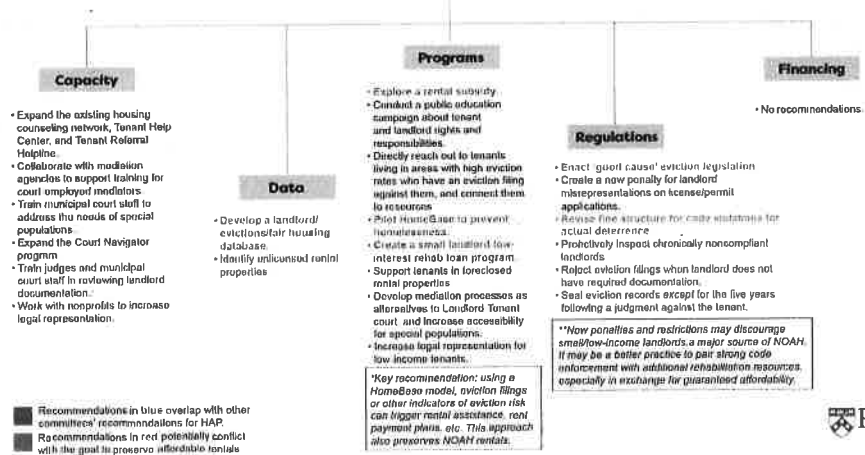 Capacity
• Expand the existing housing
counseling network, Tenant Help
Center, and Tenant Referral
Helpline.
• Collaborate with mediation
agencies to support training for
court employed mediators
• Train municipal court staff to
address the needs of special
populations.
• Expand the Court Navigator
program
• Train judges and municipal
court staff in reviewing landlord
documentation.
• Work with nonprofits to increase
legal representation.
Data
• Develop a landlord/
evictions/fair housing
database.
• Identify unlicensed rental
properties
Programs
• Explore a rental subsidy
• Conduct a public education
campaign about tenant
and landlord rights and
responsibilities.
• Directly reach out to tenants
living in areas with high eviction
rates who have an eviction filing
against them, and connect them
to resources
• Pilot HomeBase to prevent
homelessness.
• Create a small landlord low-
interest rehab loan program
• Support tenants in foreclosed
rental properties
• Develop mediation processes as
alternatives to Landlord Tenant
court and increase accessibility
for special populations.
• Increase legal representation for
low income tenants.
*Key recommendation: using a
HomeBase model, eviction filings
or other indicators of eviction risk
can trigger rental assistance, rent
payment plans, etc. This approach
also preserves NOAH rentals.
Regulations
• Enact 'good cause' eviction legislation
• Create a new penalty for landlord
misrepresentations on license/permit
applications.
• Revise fine structure for code violations for
actual deterrence
• Proactively inspect chronically noncompliant
landlords
• Reject eviction filings when landlord does not
have required documentation.
• Seal eviction records except for the five years
following a judgment against the tenant.
**New penalties and restrictions may discourage
small/low-income landlords, a major source of NOAH.
It may be a better practice to pair strong code
enforcement with additional rehabilitation resources,
especially in exchange for guaranteed affordability.
Financing
• No recommendations.
Recommendations in blue overlap with other
committees' recommendations for HAP.
Recommendations in red potentially conflict
with the goal to preserve affordable rentals